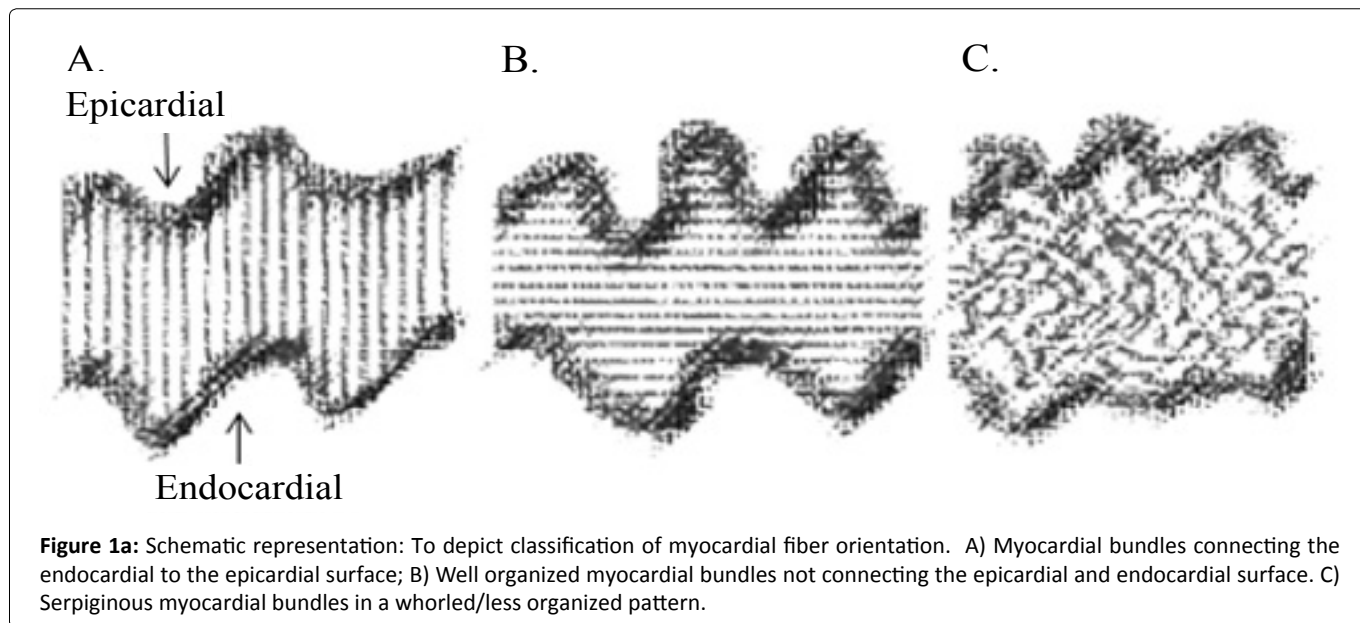 A.
B.
C.
Epicardial
Endocardial
Figure 1a: Schematic representation: To depict classification of myocardial fiber orientation. A) Myocardial bundles connecting the
endocardial to the epicardial surface; B) Well organized myocardial bundles not connecting the epicardial and endocardial surface. C)
Serpiginous myocardial bundles in a whorled/less organized pattern.